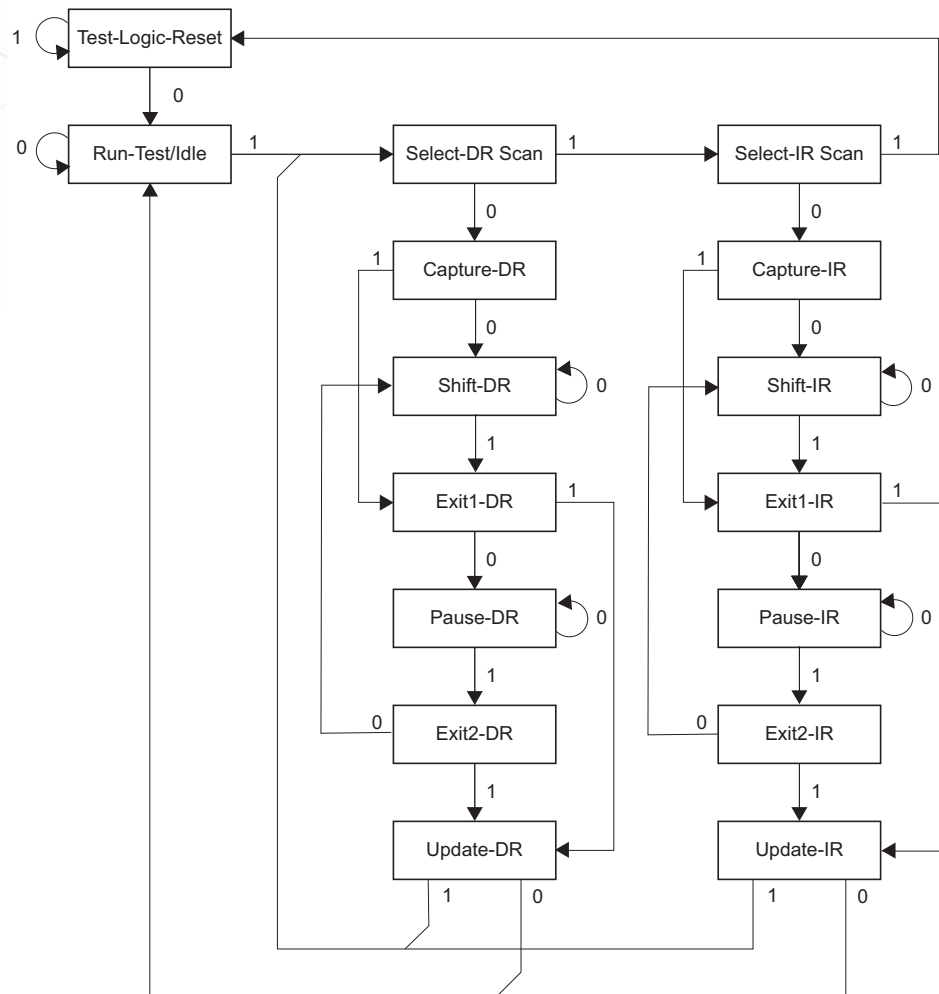 1 Test-Logic-Reset
0
0 Run-Test/Idle 1 Select-DR Scan 1 Select-IR Scan 1
0 0
1 Capture-DR 1 Capture-IR
0 0
Shift-DR 0 Shift-IR 0
1 1
Exit1-DR 1 Exit1-IR 1
0 0
Pause-DR 0 Pause-IR 0
1 1
0 Exit2-DR 0 Exit2-IR
1 1
Update-DR Update-IR
1 0 1 0